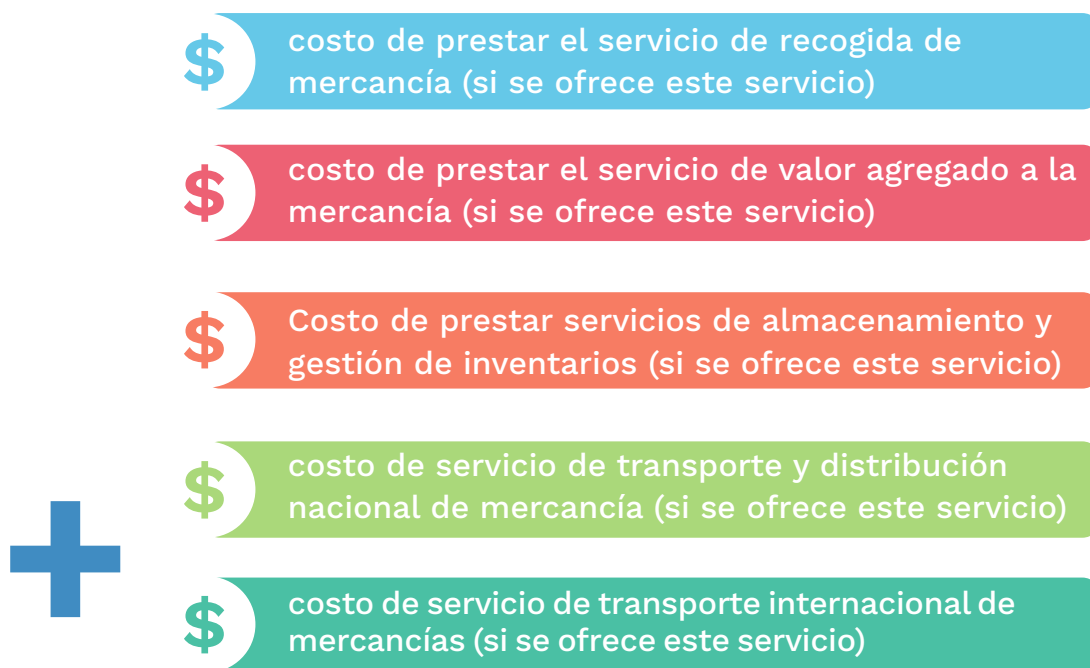 $ costo de prestar el servicio de recogida de
mercancía (si se ofrece este servicio)
$ costo de prestar el servicio de valor agregado a la
mercancía (si se ofrece este servicio)
$ Costo de prestar servicios de almacenamiento y
gestión de inventarios (si se ofrece este servicio)
$ costo de servicio de transporte y distribución
nacional de mercancía (si se ofrece este servicio)
+
$ costo de servicio de transporte internacional de
mercancías (si se ofrece este servicio)